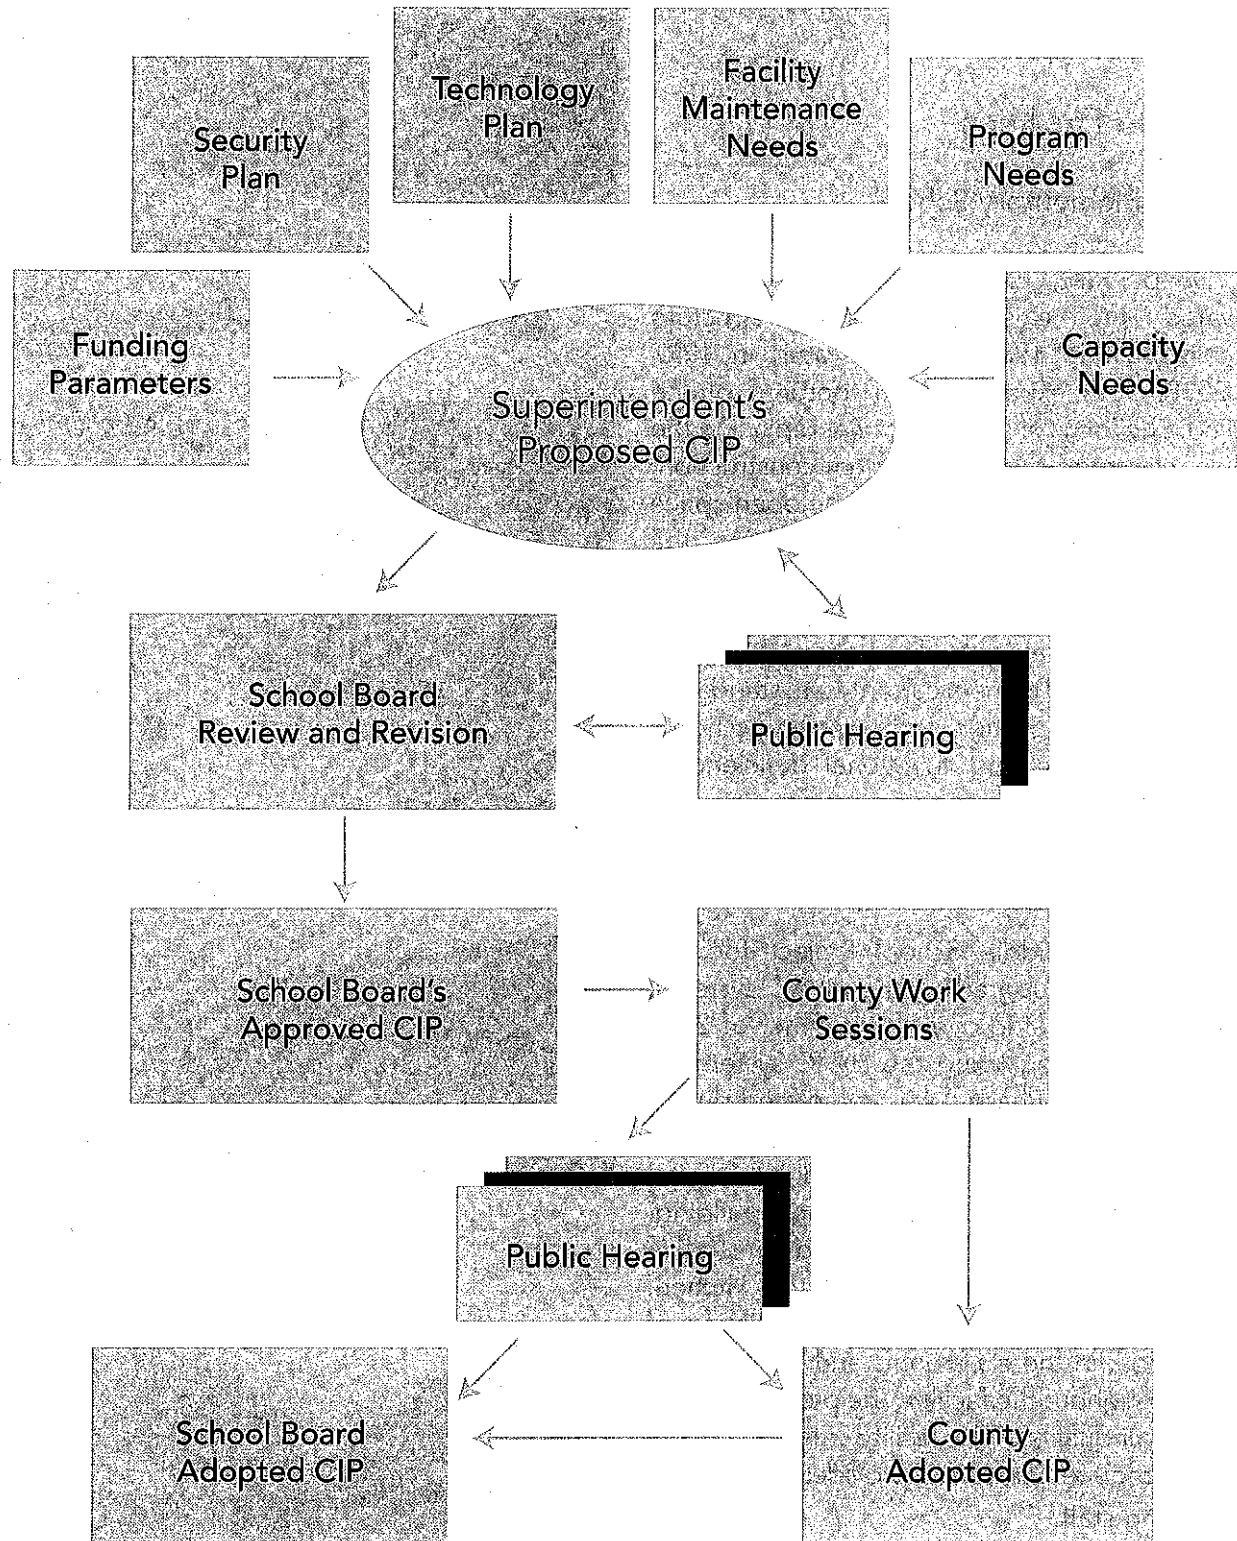 Security
Plan
Technology
Plan
Facility
Maintenance
Needs
Program
Needs
Funding
Parameters
Capacity
Needs
Superintendent's
Proposed CIP
School Board
Review and Revision
Public Hearing
School Board's
Approved CIP
County Work
Sessions
Public Hearing
School Board
Adopted CIP
County
Adopted CIP